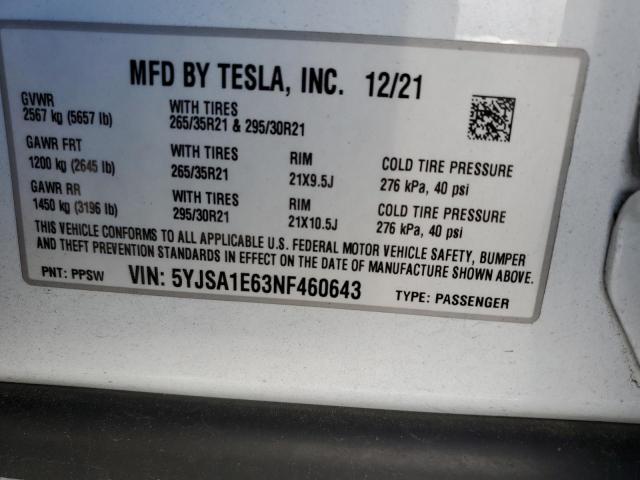 MFD BY TESLA, INC. 12/21
GVWR
2567 kg (5657 lb)
WITH TIRES
265/35R21 & 295/30R21
GAWR FRT
1200 kg (2645 lb)
WITH TIRES
265/35R21
RIM
21X9.5J
COLD TIRE PRESSURE
276 kPa, 40 psi
GAWR RR
1450 kg (3196 lb)
WITH TIRES
295/30R21
RIM
21X10.5J
COLD TIRE PRESSURE
276 kPa, 40 psi
THIS VEHICLE CONFORMS TO ALL APPLICABLE U.S. FEDERAL MOTOR VEHICLE SAFETY, BUMPER
AND THEFT PREVENTION STANDARDS IN EFFECT ON THE DATE OF MANUFACTURE SHOWN ABOVE.
PNT: PPSW VIN: 5YJSA1E63NF460643 TYPE: PASSENGER